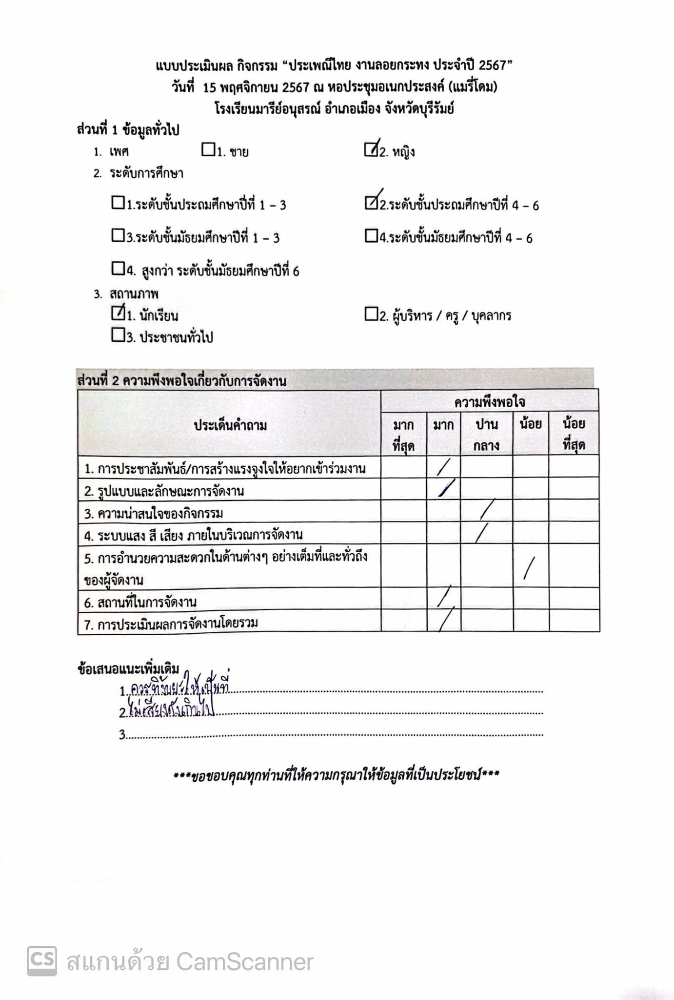 แบบประเมินผล กิจกรรม “ประเพณีไทย งานลอยกระทง ประจำปี 2567”
วันที่ 15 พฤศจิกายน 2567 ณ หอประชุมอเนกประสงค์ (แมรี่โดม)
โรงเรียนมารีย์อนุสรณ์ อำเภอเมือง จังหวัดบุรีรัมย์
ส่วนที่ 1 ข้อมูลทั่วไป
1. เพศ 1. ชาย 2. หญิง
2. ระดับการศึกษา
1.ระดับชั้นประถมศึกษาปีที่ 1 – 3 2.ระดับชั้นประถมศึกษาปีที่ 4 – 6
3.ระดับชั้นมัธยมศึกษาปีที่ 1 – 3 4.ระดับชั้นมัธยมศึกษาปีที่ 4 – 6
4. สูงกว่า ระดับชั้นมัธยมศึกษาปีที่ 6
3. สถานภาพ
1. นักเรียน 2. ผู้บริหาร / ครู / บุคลากร
3. ประชาชนทั่วไป
ส่วนที่ 2 ความพึงพอใจเกี่ยวกับการจัดงาน
ความพึงพอใจ
ประเด็นคำถาม มากที่สุด มาก ปานกลาง น้อย น้อยที่สุด
1. การประชาสัมพันธ์/การสร้างแรงจูงใจให้อยากเข้าร่วมงาน /
2. รูปแบบและลักษณะการจัดงาน /
3. ความน่าสนใจของกิจกรรม /
4. ระบบแสง สี เสียง ภายในบริเวณการจัดงาน /
5. การอำนวยความสะดวกในด้านต่างๆ อย่างเต็มที่และทั่วถึง
ของผู้จัดงาน /
6. สถานที่ในการจัดงาน /
7. การประเมินผลการจัดงานโดยรวม /
ข้อเสนอแนะเพิ่มเติม
1. ควรทิ้งขยะให้เป็นที่
2. ไม่เสียงดังเกินไป
3.
***ขอขอบคุณทุกท่านที่ให้ความกรุณาให้ข้อมูลที่เป็นประโยชน์***
CS สแกนด้วย CamScanner